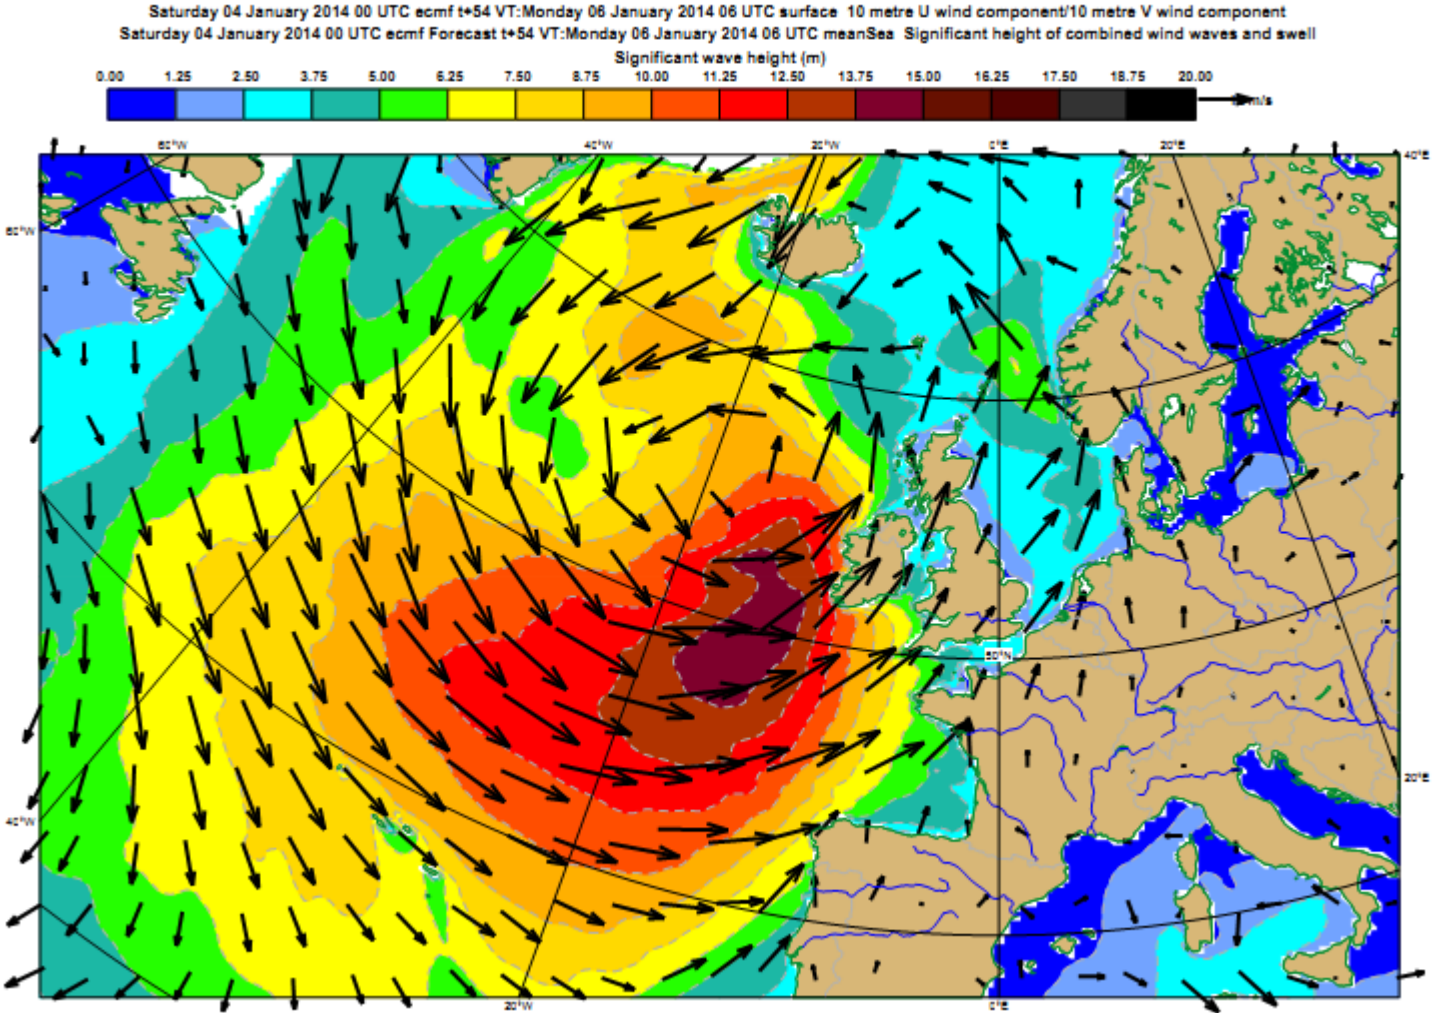 Saturday 04 January 2014 00 UTC ecmf t+54 VT:Monday 06 January 2014 06 UTC surface 10 metre U wind component/10 metre V wind component
Saturday 04 January 2014 00 UTC ecmf Forecast t+54 VT:Monday 06 January 2014 06 UTC meanSea Significant height of combined wind waves and swell
Significant wave height (m)
0.00 1.25 2.50 3.75 5.00 6.25 7.50 8.75 10.00 11.25 12.50 13.75 15.00 16.25 17.50 18.75 20.00
m/s
40°W 20°W 0°E 20°E 40°E
60°W
50°N
20°E
40°W
20°W 0°E